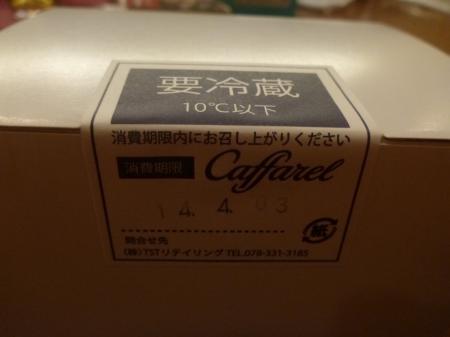 要冷蔵
10℃以下
消費期限内にお召し上がりください
消費期限 Caffarel
14. 4. 03
問合せ先
(株)TSTリテイリング TEL.078-331-3185
紙